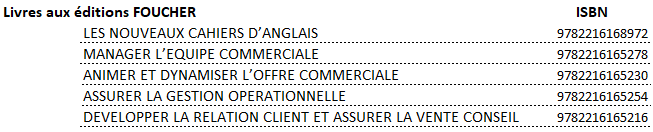 Livres aux éditions FOUCHER ISBN
LES NOUVEAUX CAHIERS D’ANGLAIS 9782216168972
MANAGER L’EQUIPE COMMERCIALE 9782216165278
ANIMER ET DYNAMISER L’OFFRE COMMERCIALE 9782216165230
ASSURER LA GESTION OPERATIONNELLE 9782216165254
DEVELOPPER LA RELATION CLIENT ET ASSURER LA VENTE CONSEIL 9782216165216